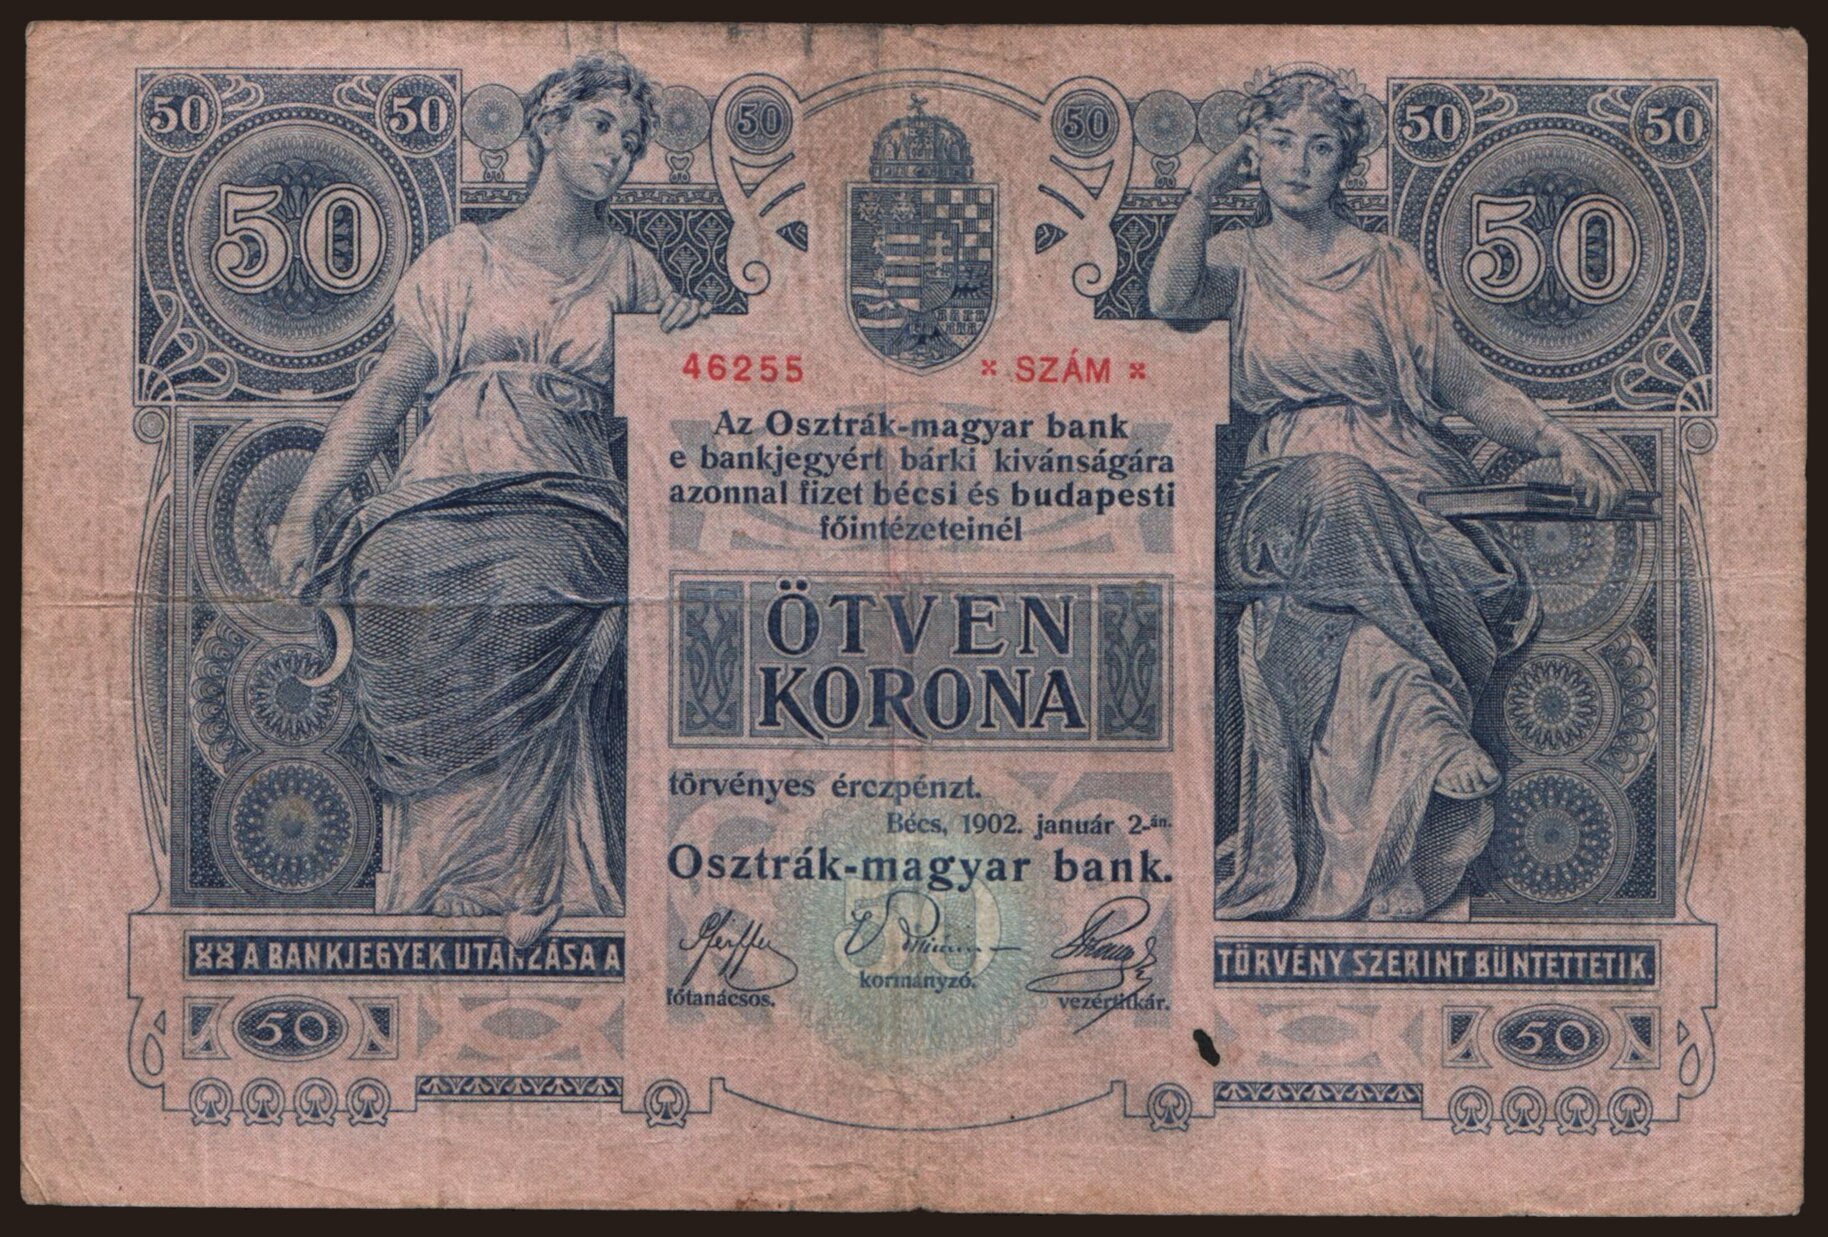 50 50 50 50 50 50
50 50
46255 × SZÁM ×
Az Osztrák-magyar bank
e bankjegyért bárki kivánságára
azonnal fizet bécsi és budapesti
főintézeteinél
ÖTVEN
KORONA
törvényes érczpénzt.
Bécs, 1902. január 2-án.
Osztrák-magyar bank.
50
főtanácsos. kormányzó. vezértitkár.
A BANKJEGYEK UTÁNZÁSA A TÖRVÉNY SZERINT BÜNTETTETIK.
50 50